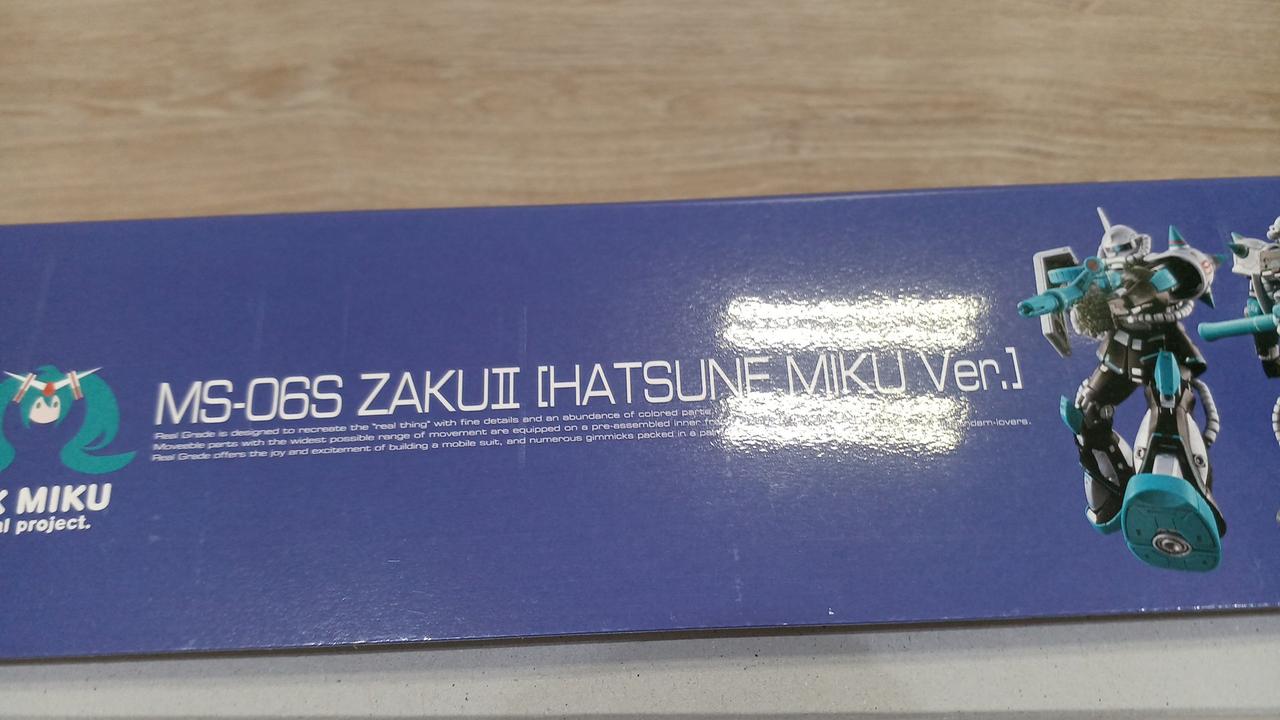 MS-06S ZAKUII [HATSUNE MIKU Ver.]
Real Grade is designed to recreate the "real thing" with fine details and an abundance of colored parts
Moveable parts with the widest possible range of movement are equipped on a pre-assembled inner
Real Grade offers the joy and excitement of building a mobile suit, and numerous gimmicks packed in a
MIKU
project.